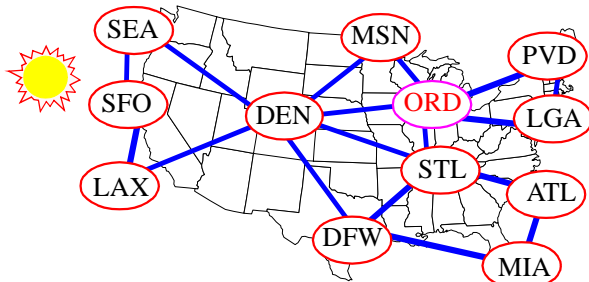 SEA
MSN
PVD
SFO
DEN
ORD
LGA
LAX
STL
ATL
DFW
MIA